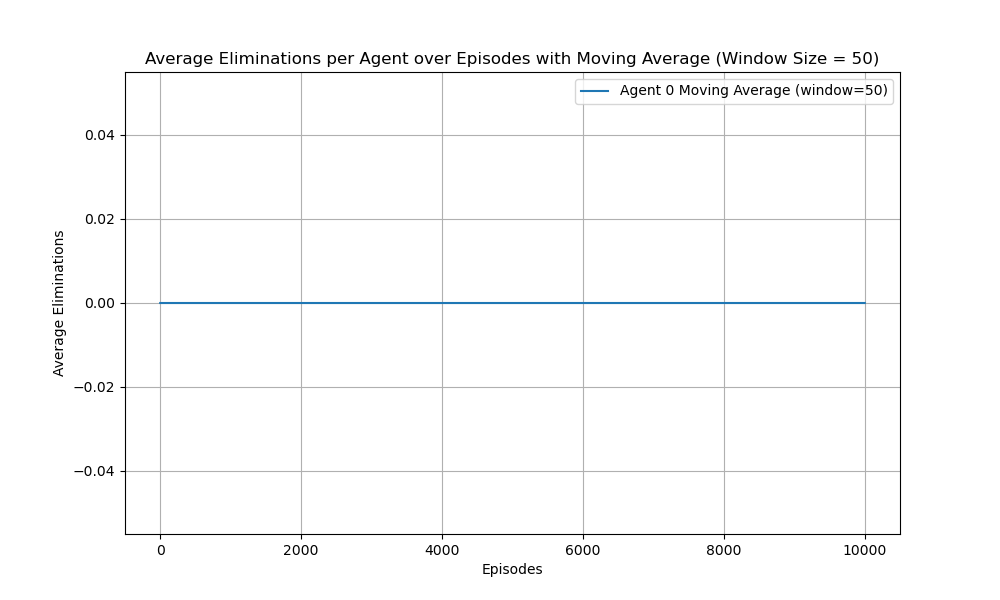 Average Eliminations per Agent over Episodes with Moving Average (Window Size = 50)
Agent 0 Moving Average (window=50)
0.04
0.02
0.00
−0.02
−0.04
Average Eliminations
0 2000 4000 6000 8000 10000
Episodes